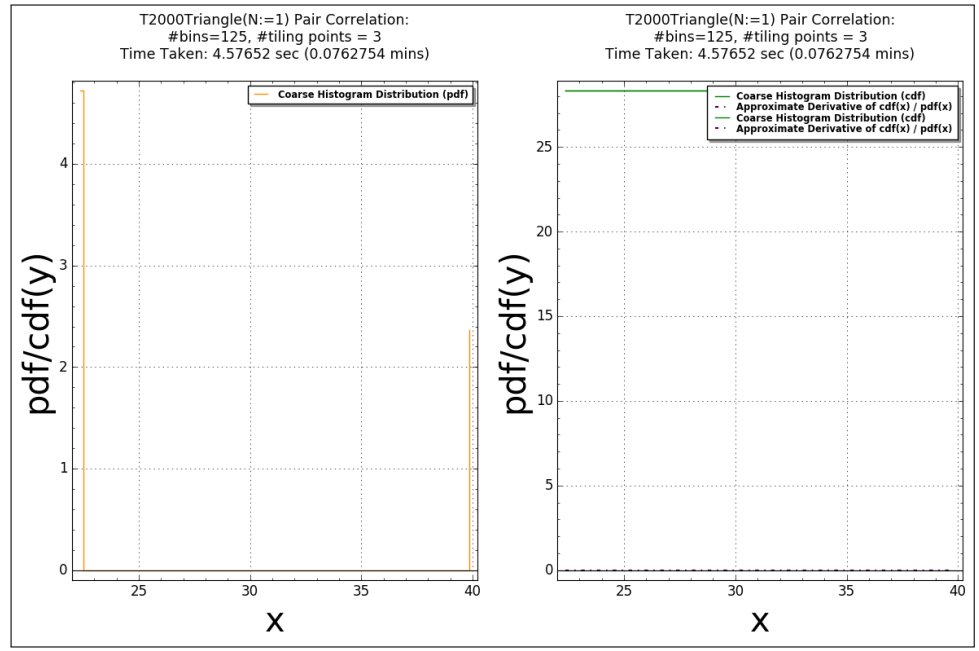 T2000Triangle(N:=1) Pair Correlation:
#bins=125, #tiling points = 3
Time Taken: 4.57652 sec (0.0762754 mins)
Coarse Histogram Distribution (pdf)
4
3
2
1
0
25
30
35
40
pdf/cdf(y)
x
T2000Triangle(N:=1) Pair Correlation:
#bins=125, #tiling points = 3
Time Taken: 4.57652 sec (0.0762754 mins)
Coarse Histogram Distribution (cdf)
Approximate Derivative of cdf(x) / pdf(x)
Coarse Histogram Distribution (cdf)
Approximate Derivative of cdf(x) / pdf(x)
25
20
15
10
5
0
25
30
35
40
pdf/cdf(y)
x